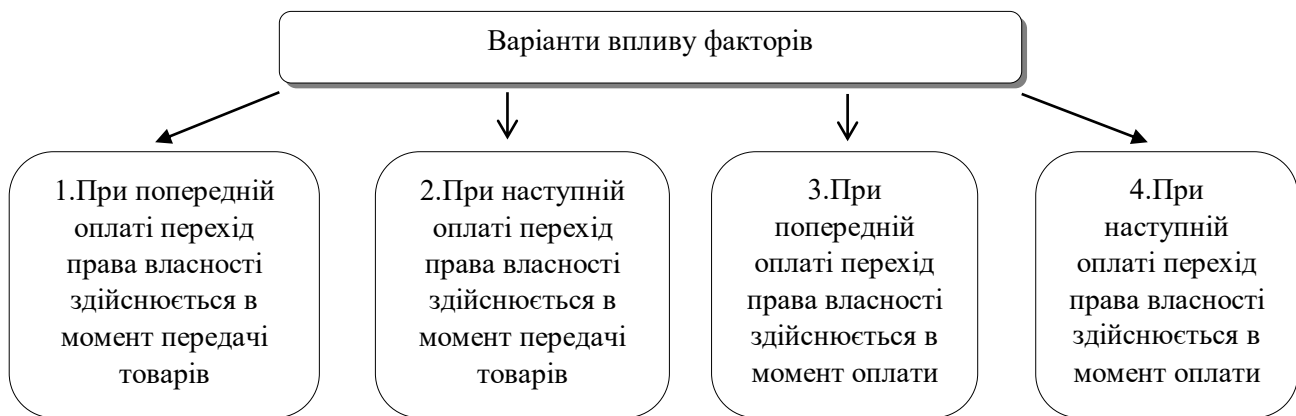 Варіанти впливу факторів
1.При попередній
оплаті перехід
права власності
здійснюється в
момент передачі
товарів
2.При наступній
оплаті перехід
права власності
здійснюється в
момент передачі
товарів
3.При
попередній
оплаті перехід
права власності
здійснюється в
момент оплати
4.При
наступній
оплаті перехід
права власності
здійснюється в
момент оплати